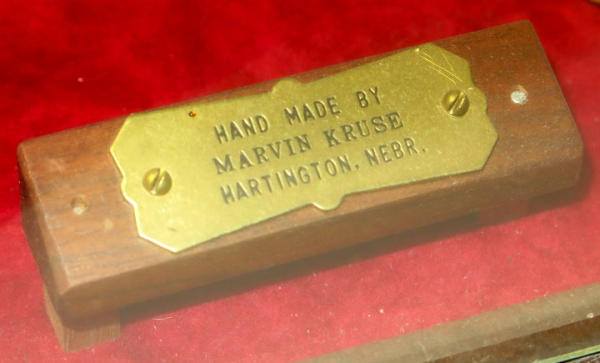 HAND MADE BY
MARVIN KRUSE
HARTINGTON, NEBR.